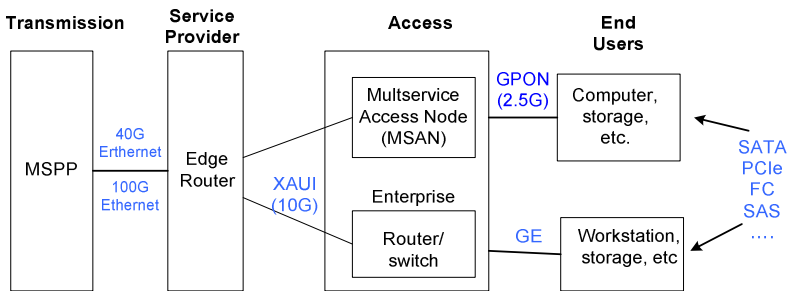 Transmission
Service
Provider
Access
End
Users
MSPP
40G
Erthernet
100G
Ethernet
Edge
Router
XAUI
(10G)
Multservice
Access Node
(MSAN)
Enterprise
Router/
switch
GPON
(2.5G)
GE
Computer,
storage,
etc.
Workstation,
storage, etc
SATA
PCIe
FC
SAS
....